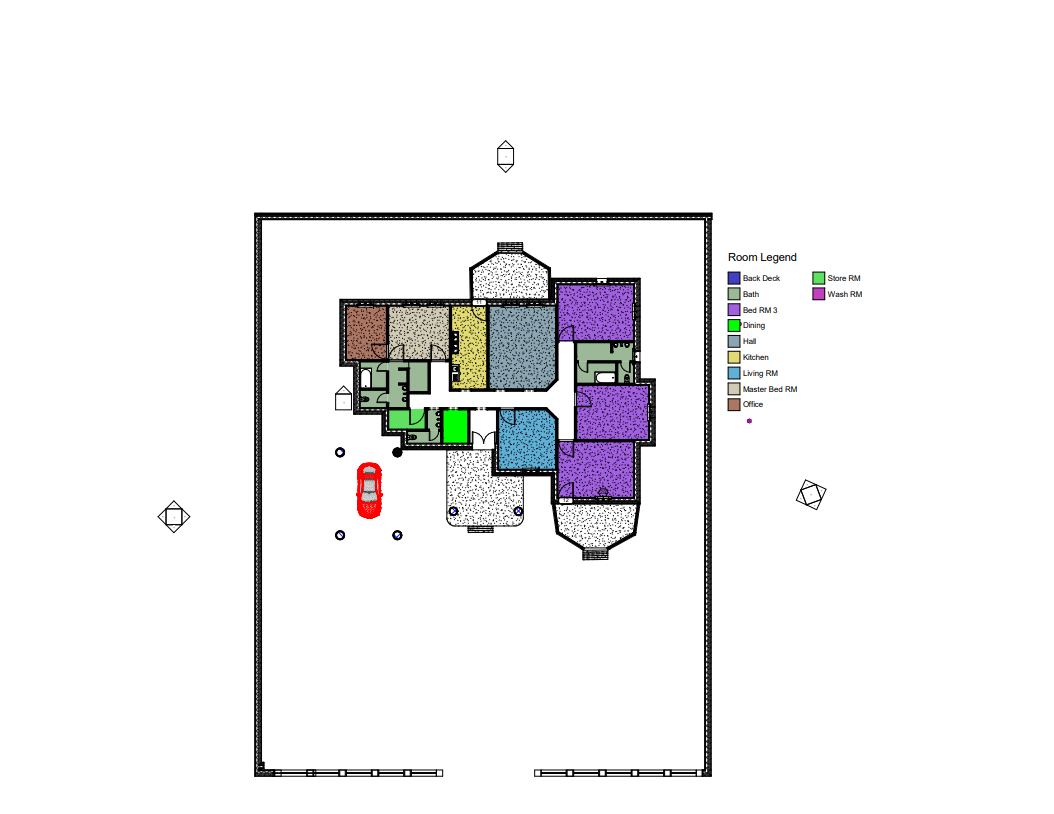 Room Legend
Back Deck
Bath
Bed RM 3
Dining
Hall
Kitchen
Living RM
Master Bed RM
Office
Store RM
Wash RM